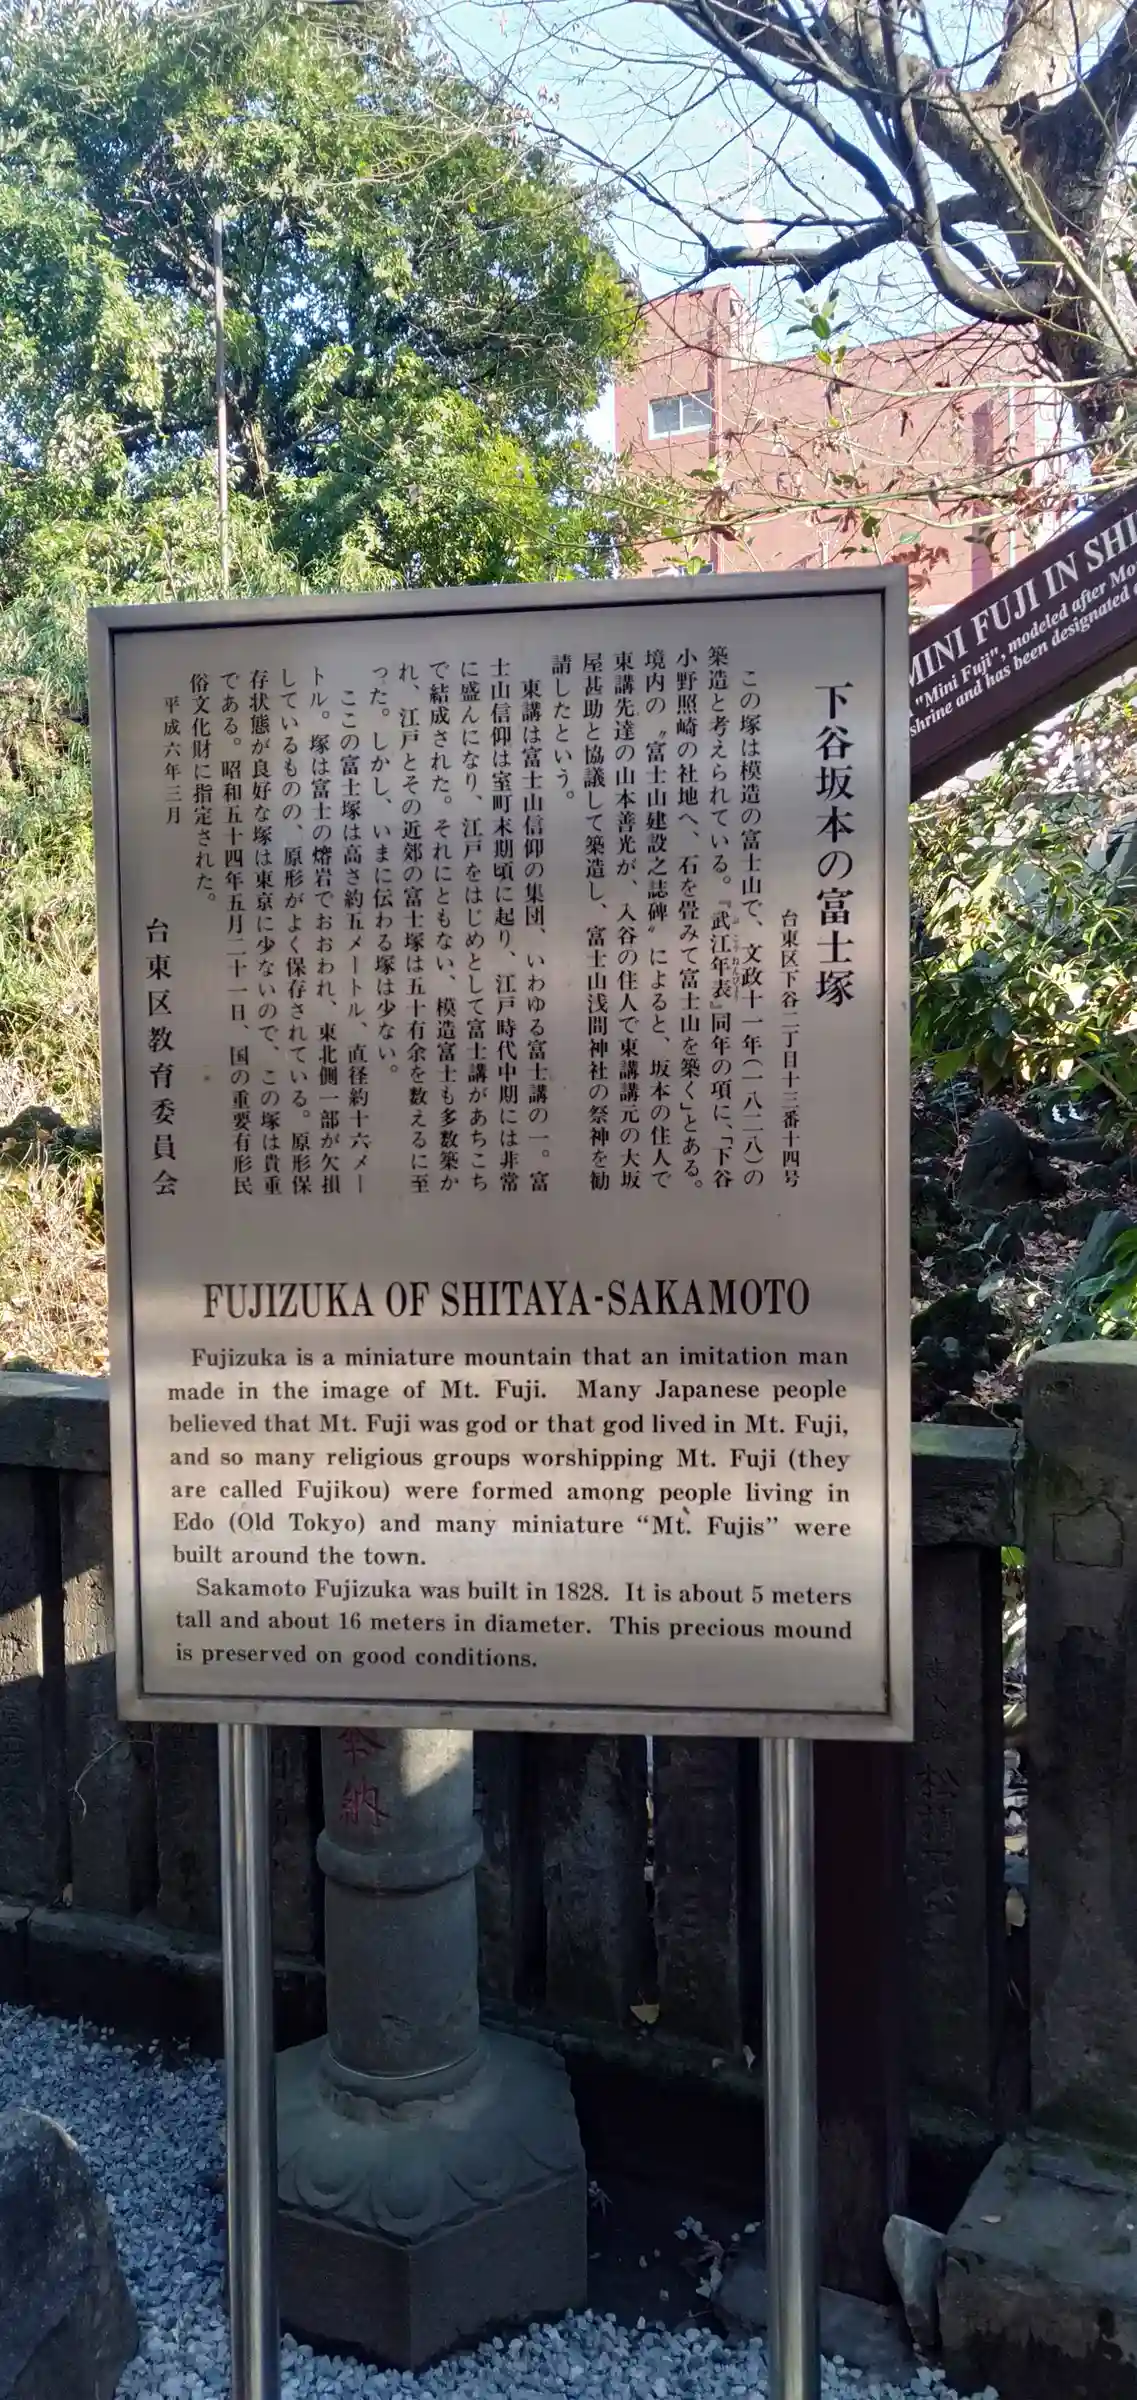 下谷坂本の富士塚
台東区下谷二丁目十三番十四号
この塚は模造の富士山で、文政十一年(一八二八)の
築造と考えられている。『武江年表』同年の項に、「下谷
小野照崎の社地へ、石を畳みて富士山を築く」とある。
境内の〝富士山建設之誌碑〟によると、坂本の住人で
東講先達の山本善光が、入谷の住人で東講講元の大坂
屋甚助と協議して築造し、富士山浅間神社の祭神を勧
請したという。
東講は富士山信仰の集団、いわゆる富士講の一。富
士山信仰は室町末期頃に起り、江戸時代中期には非常
に盛んになり、江戸をはじめとして富士講があちこち
で結成された。それにともない、模造富士も多数築か
れ、江戸とその近郊の富士塚は五十有余を数えるに至
った。しかし、いまに伝わる塚は少ない。
ここの富士塚は高さ約五メートル、直径約十六メー
トル。塚は富士の熔岩でおおわれ、東北側一部が欠損
しているものの、原形がよく保存されている。原形保
存状態が良好な塚は東京に少ないので、この塚は貴重
である。昭和五十四年五月二十一日、国の重要有形民
俗文化財に指定された。
平成六年三月
台東区教育委員会
FUJIZUKA OF SHITAYA-SAKAMOTO
Fujizuka is a miniature mountain that an imitation man
made in the image of Mt. Fuji. Many Japanese people
believed that Mt. Fuji was god or that god lived in Mt. Fuji,
and so many religious groups worshipping Mt. Fuji (they
are called Fujikou) were formed among people living in
Edo (Old Tokyo) and many miniature “Mt. Fujis” were
built around the town.
Sakamoto Fujizuka was built in 1828. It is about 5 meters
tall and about 16 meters in diameter. This precious mound
is preserved on good conditions.
MINI FUJI IN SHI
"Mini Fuji", modeled after Mo
shrine and has been designated
奉納